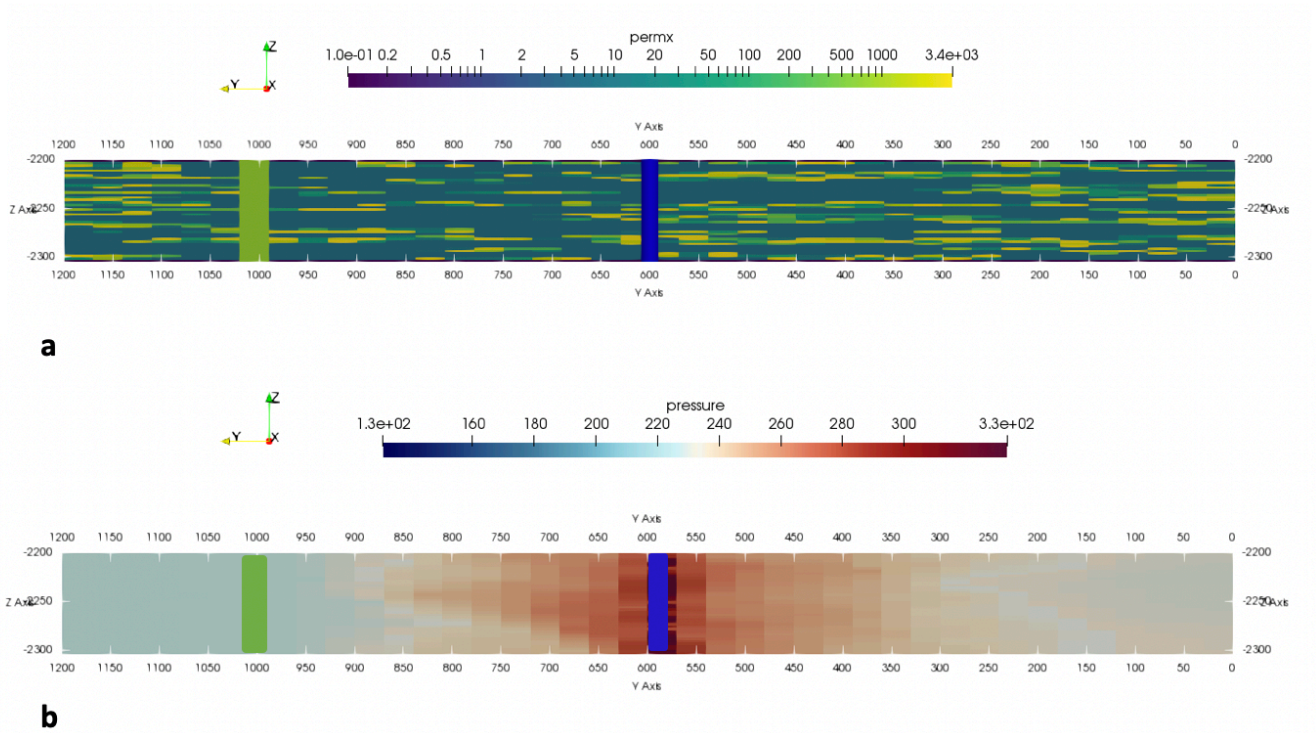 permx
1.0e-01 0.2 0.5 1 2 5 10 20 50 100 200 500 1000 3.4e+03
Z
Y X
Y Axis
1200 1150 1100 1050 1000 950 900 850 800 750 700 650 600 550 500 450 400 350 300 250 200 150 100 50 0
-2200 -2200
Z Axis -2250 -2250 Z Axis
-2300 -2300
1200 1150 1100 1050 1000 950 900 850 800 750 700 650 600 550 500 450 400 350 300 250 200 150 100 50 0
Y Axis
a
pressure
1.3e+02 160 180 200 220 240 260 280 300 3.3e+02
Z
Y X
Y Axis
1200 1150 1100 1050 1000 950 900 850 800 750 700 650 600 550 500 450 400 350 300 250 200 150 100 50 0
-2200 -2200
Z Axis -2250 -2250 Z Axis
-2300 -2300
1200 1150 1100 1050 1000 950 900 850 800 750 700 650 600 550 500 450 400 350 300 250 200 150 100 50 0
Y Axis
b